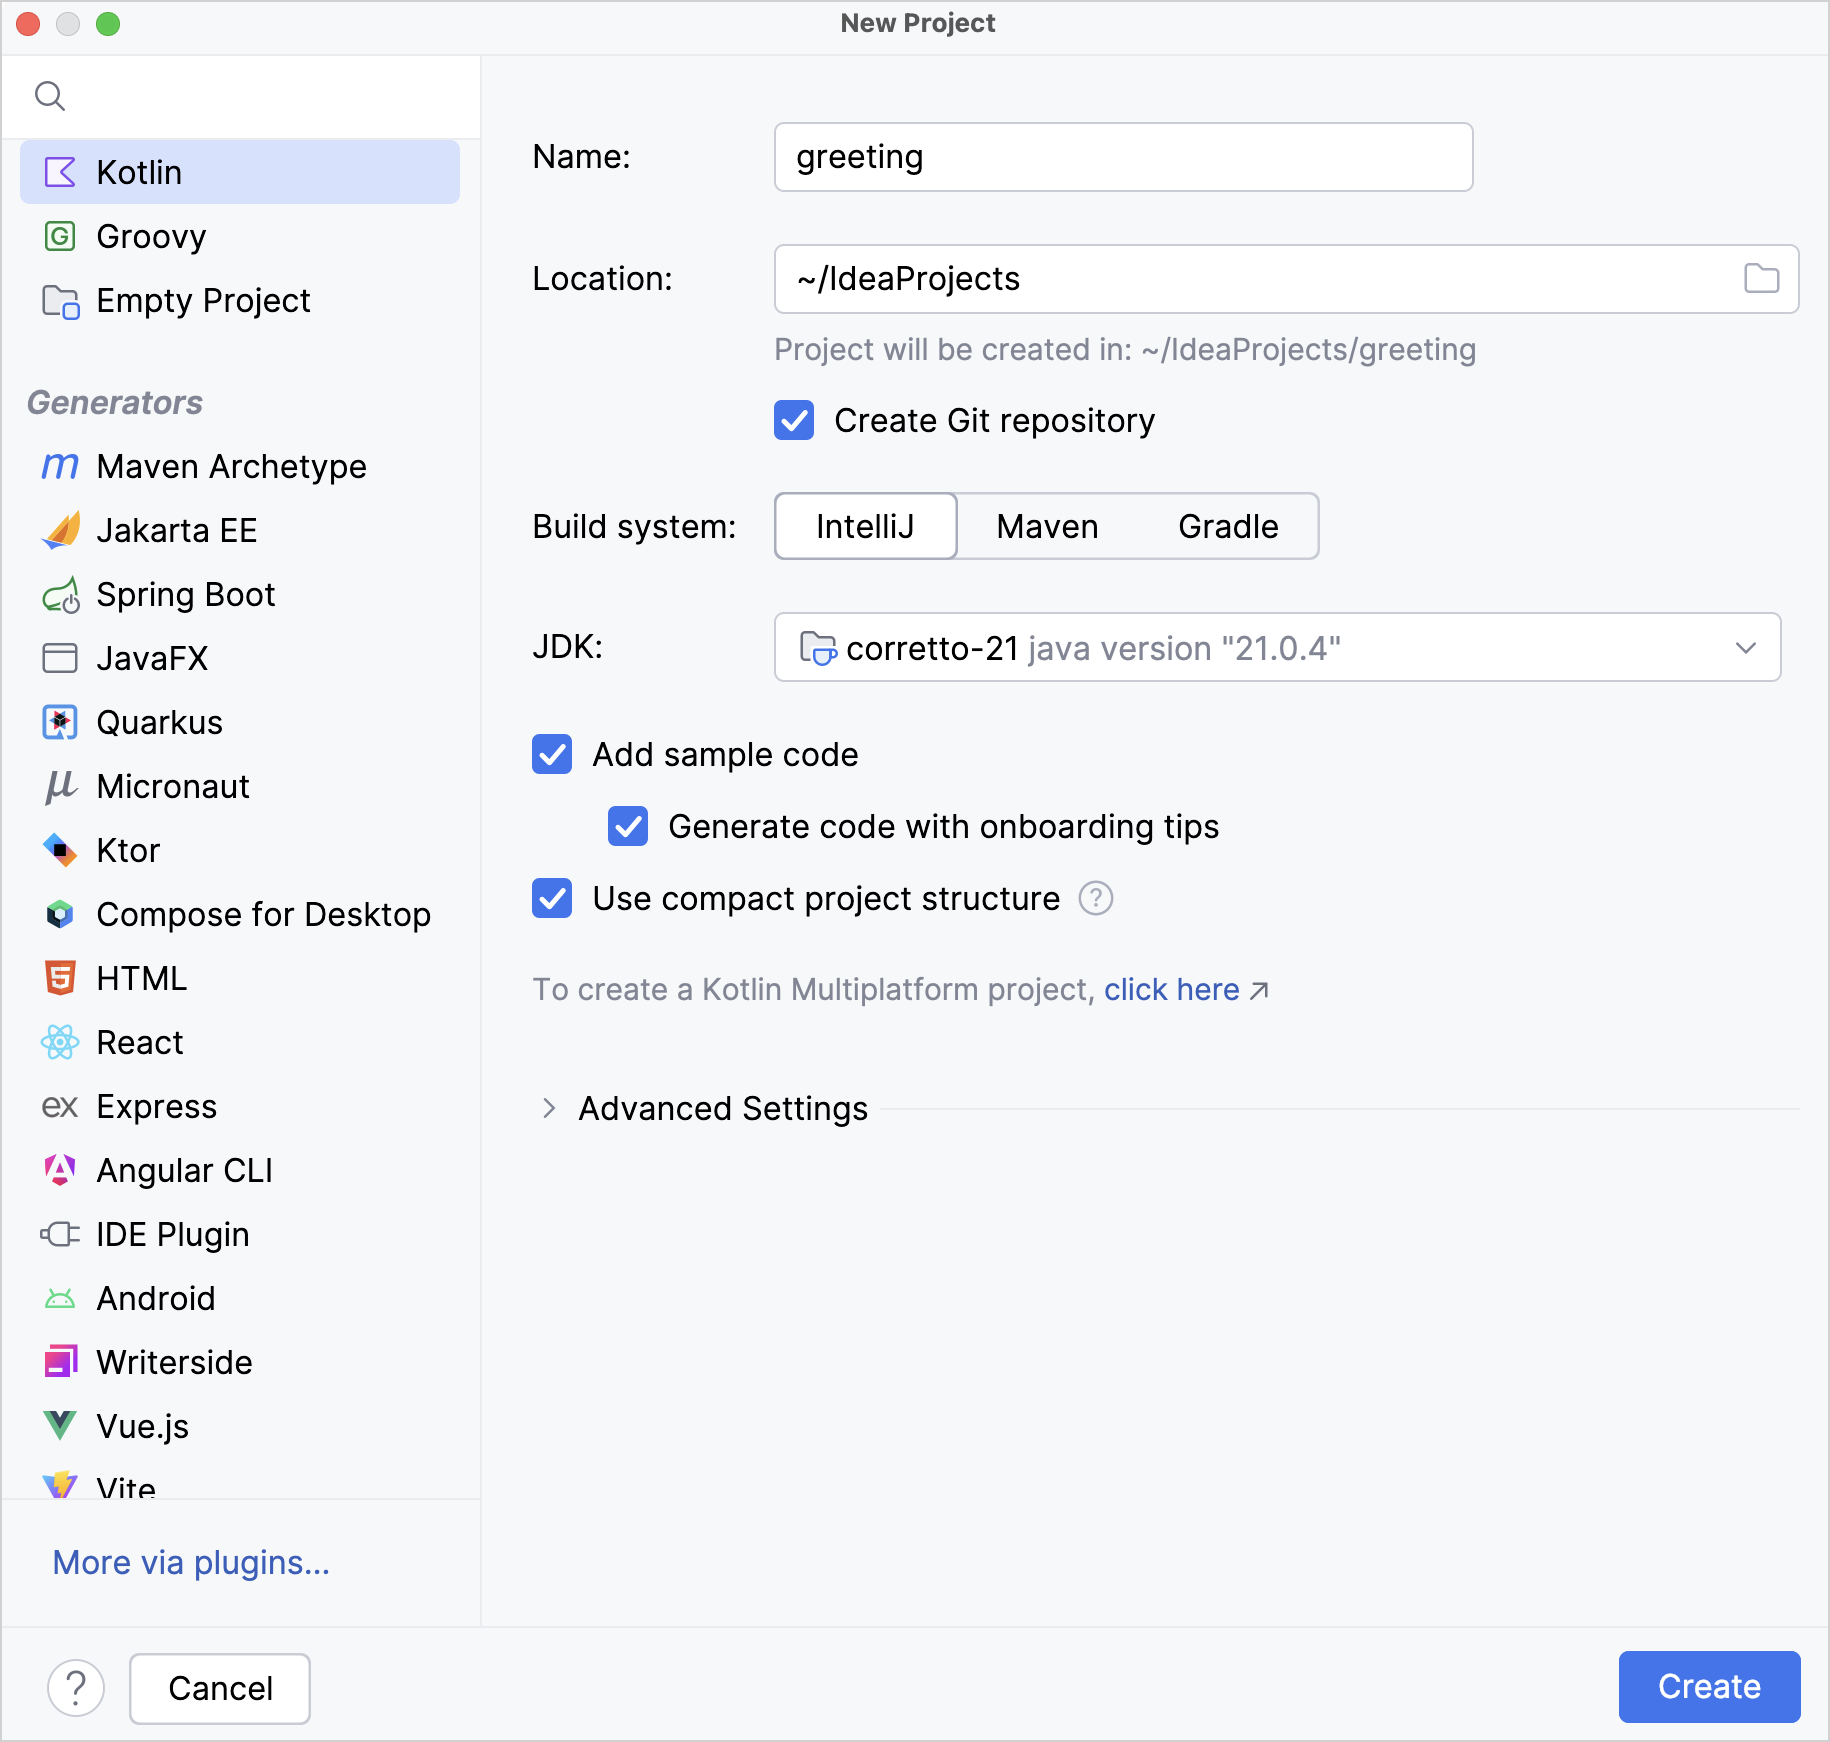 New Project
Kotlin
Groovy
Empty Project
Generators
Maven Archetype
Jakarta EE
Spring Boot
JavaFX
Quarkus
Micronaut
Ktor
Compose for Desktop
HTML
React
ex Express
Angular CLI
IDE Plugin
Android
Writerside
Vue.js
Vite
More via plugins...
Name: greeting
Location: ~/IdeaProjects
Project will be created in: ~/IdeaProjects/greeting
Create Git repository
Build system: IntelliJ Maven Gradle
JDK: corretto-21 java version "21.0.4"
Add sample code
Generate code with onboarding tips
Use compact project structure ?
To create a Kotlin Multiplatform project, click here ↗
Advanced Settings
? Cancel Create